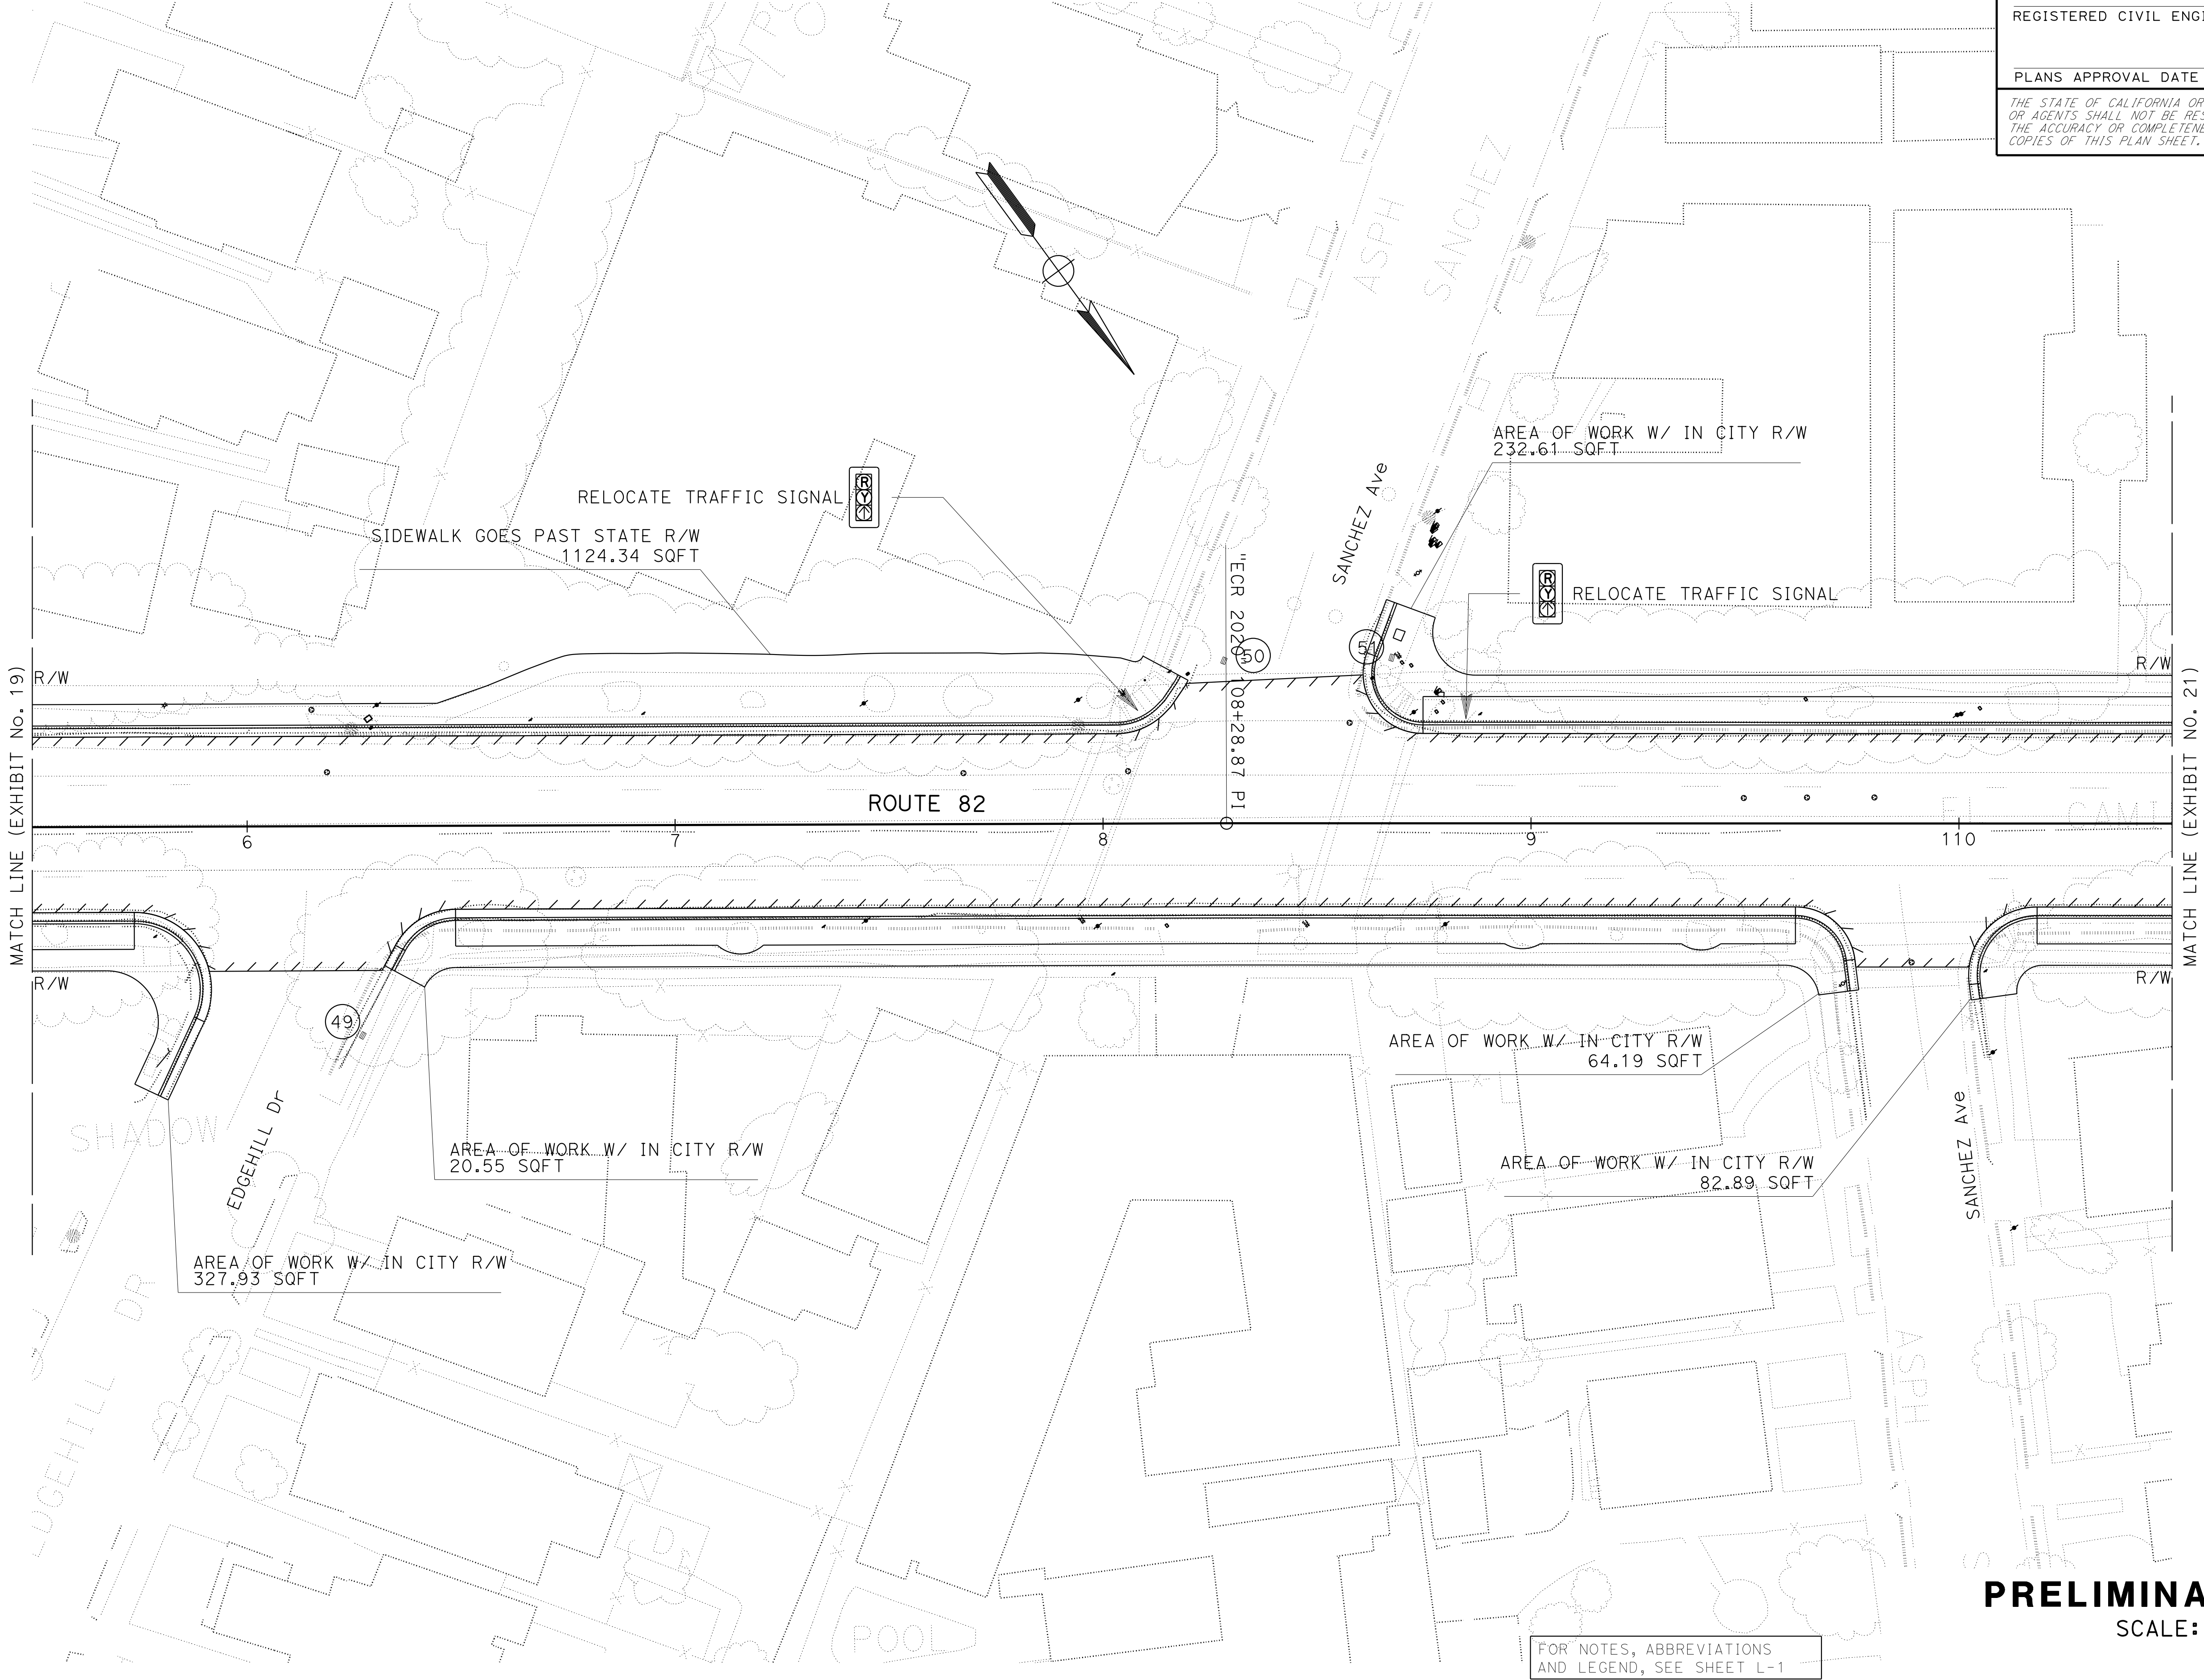 REGISTERED CIVIL ENGI
PLANS APPROVAL DATE
THE STATE OF CALIFORNIA OR
OR AGENTS SHALL NOT BE RES
THE ACCURACY OR COMPLETENE
COPIES OF THIS PLAN SHEET.
ASPH
SANCHEZ
AREA OF WORK W/ IN CITY R/W
232.61 SQFT
RELOCATE TRAFFIC SIGNAL
R
Y
SIDEWALK GOES PAST STATE R/W
1124.34 SQFT
SANCHEZ Ave
R
Y
RELOCATE TRAFFIC SIGNAL
"ECR 2020" 108+28.87 PI
50
51
MATCH LINE (EXHIBIT No. 19)
R/W
R/W
MATCH LINE (EXHIBIT NO. 21)
ROUTE 82
EL CAMI
6
7
8
9
110
R/W
R/W
49
AREA OF WORK W/ IN CITY R/W
64.19 SQFT
SHADOW
EDGEHILL Dr
AREA OF WORK W/ IN CITY R/W
20.55 SQFT
AREA OF WORK W/ IN CITY R/W
82.89 SQFT
SANCHEZ Ave
AREA OF WORK W/ IN CITY R/W
327.93 SQFT
EDGEHILL DR
ASPH
POOL
PRELIMINA
SCALE:
FOR NOTES, ABBREVIATIONS
AND LEGEND, SEE SHEET L-1